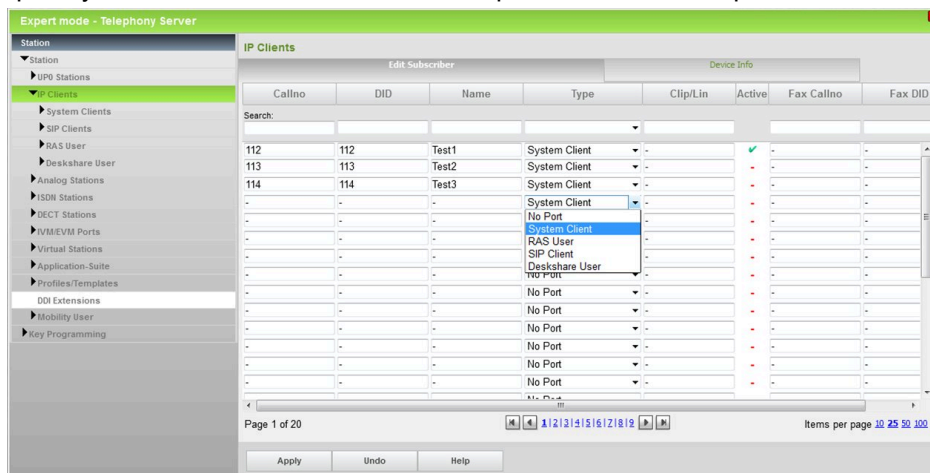 Expert mode - Telephony Server
Station
Station
UP0 Stations
IP Clients
System Clients
SIP Clients
RAS User
Deskshare User
Analog Stations
ISDN Stations
DECT Stations
IVM/EVM Ports
Virtual Stations
Application-Suite
Profiles/Templates
DDI Extensions
Mobility User
Key Programming
IP Clients
Edit Subscriber Device Info
Callno DID Name Type Clip/Lin Active Fax Callno Fax DID
Search:
112 112 Test1 System Client - ✔ - -
113 113 Test2 System Client - - - -
114 114 Test3 System Client - - - -
- - - System Client - - - -
No Port
System Client
RAS User
SIP Client
Deskshare User
- - - No Port - - - -
- - - No Port - - - -
- - - No Port - - - -
- - - No Port - - - -
- - - No Port - - - -
- - - No Port - - - -
- - - No Port - - - -
Page 1 of 20 1|2|3|4|5|6|7|8|9 Items per page 10 25 50 100
Apply Undo Help